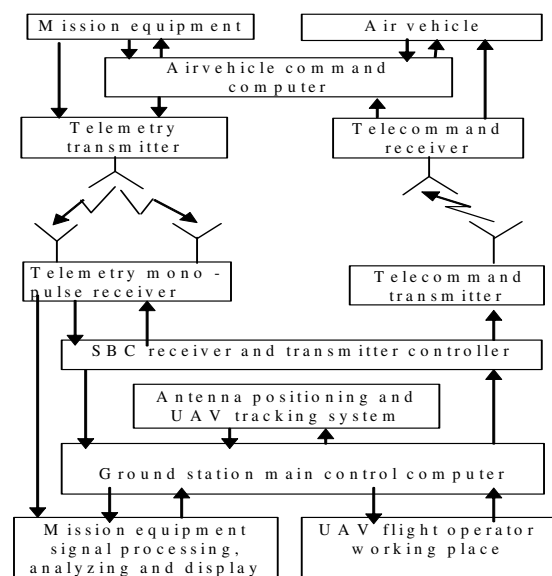 Mission equipment
Air vehicle
Airvehicle command
computer
Telemetry
transmitter
Telecommand
receiver
Telemetry mono-
pulse receiver
Telecommand
transmitter
SBC receiver and transmitter controller
Antenna positioning and
UAV tracking system
Ground station main control computer
Mission equipment
signal processing,
analyzing and display
UAV flight operator
working place